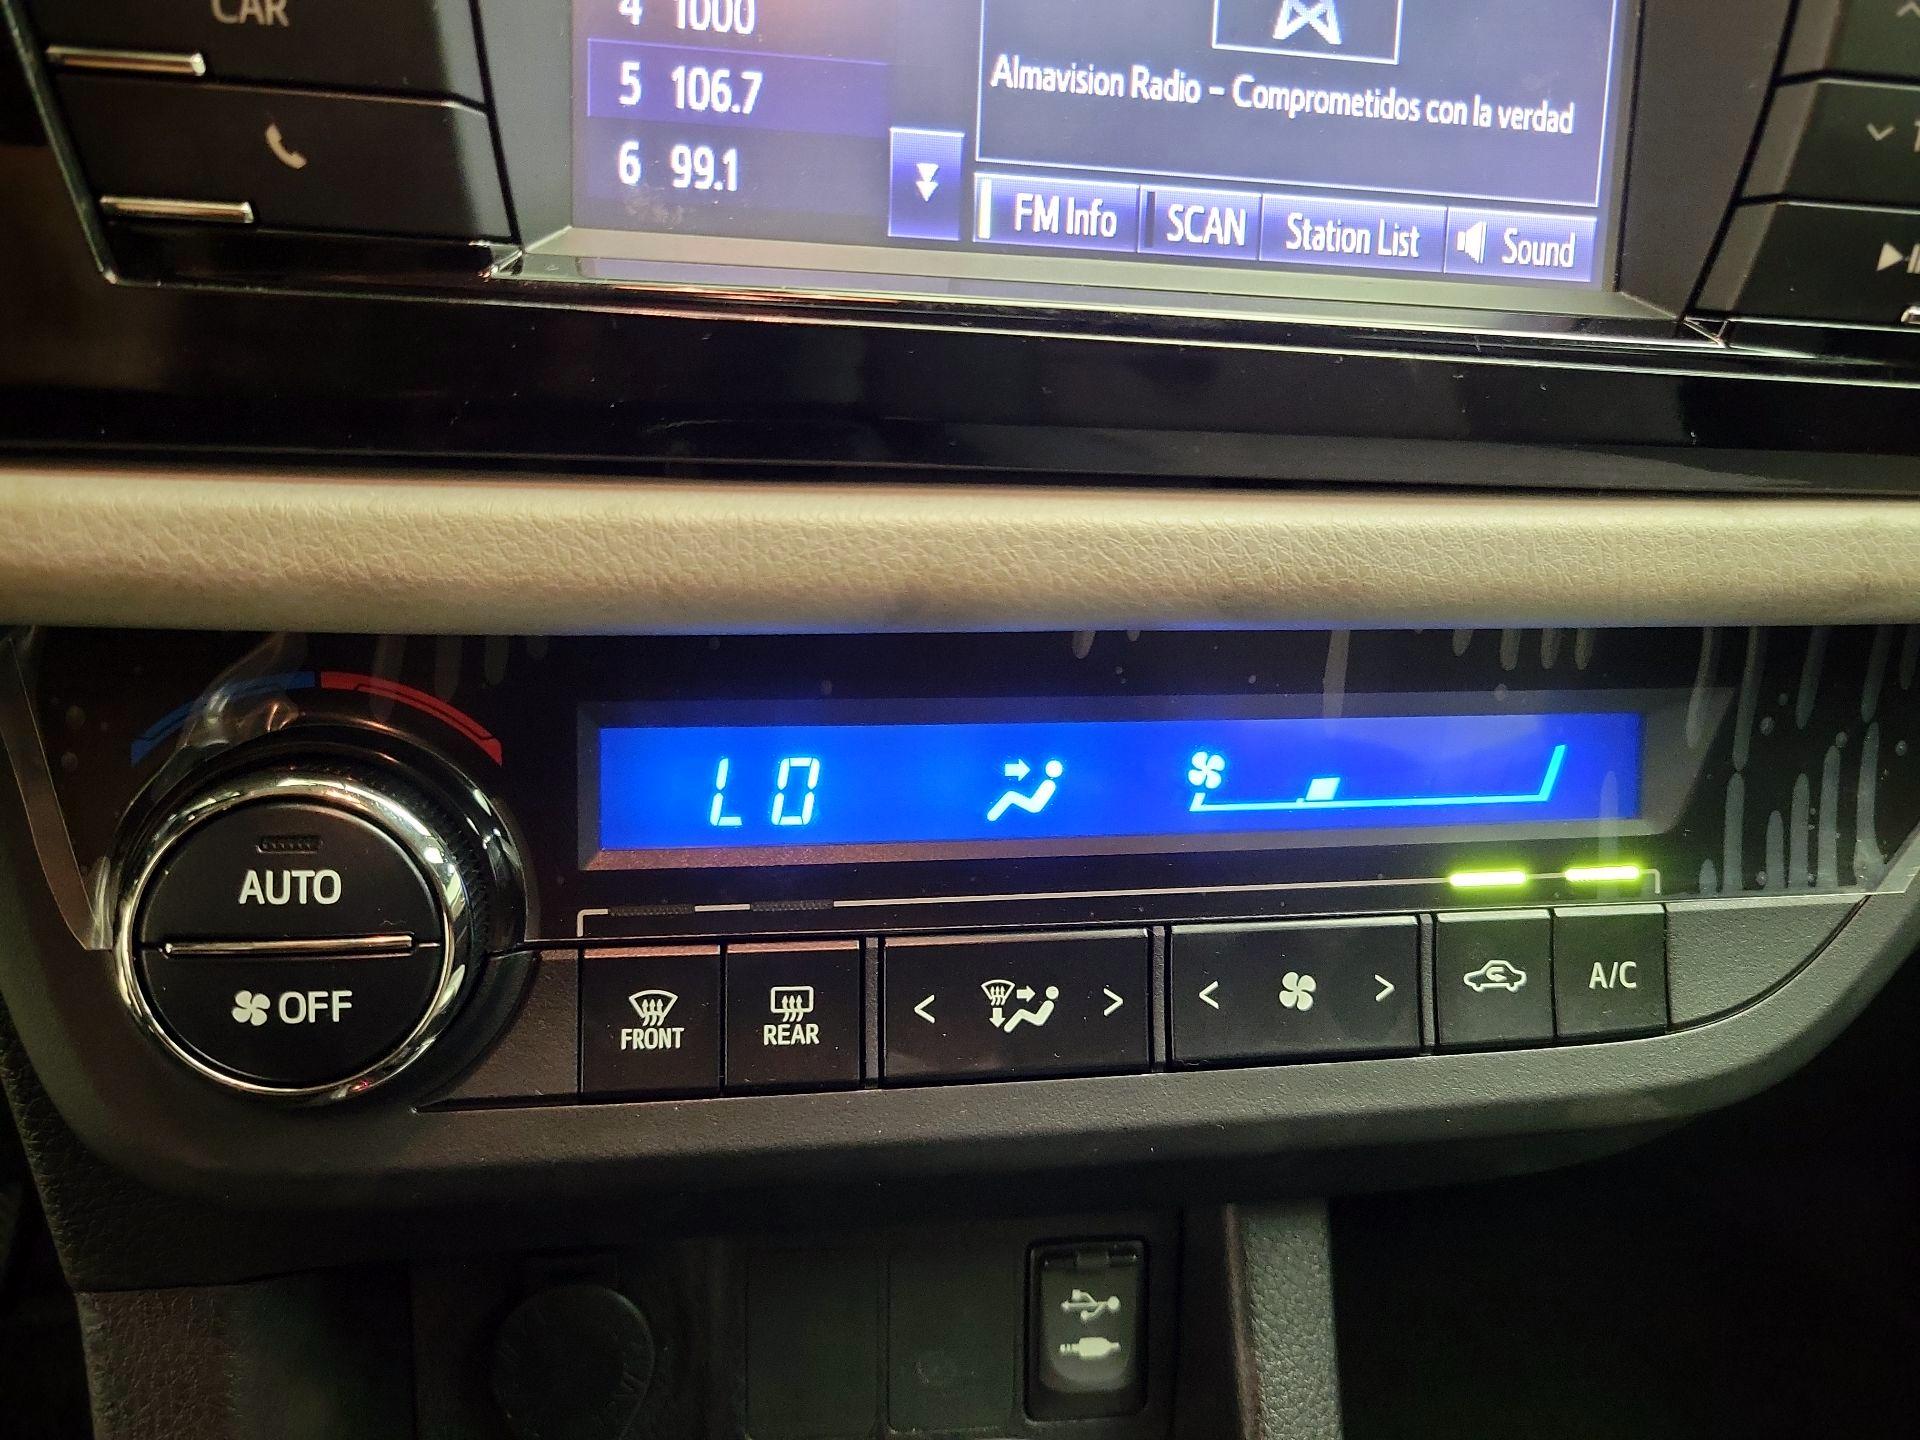 CAR
4 1000
5 106.7
6 99.1
Almavision Radio - Comprometidos con la verdad
FM Info
SCAN
Station List
Sound
LO
AUTO
OFF
FRONT
REAR
A/C